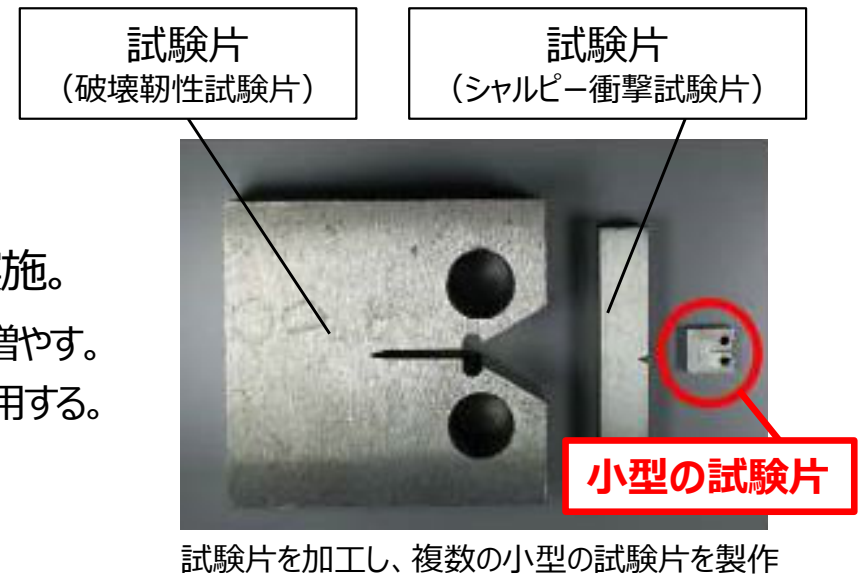 試験片
（破壊靭性試験片）
試験片
（シャルピー衝撃試験片）
施。
増やす。
用する。
小型の試験片
試験片を加工し、複数の小型の試験片を製作